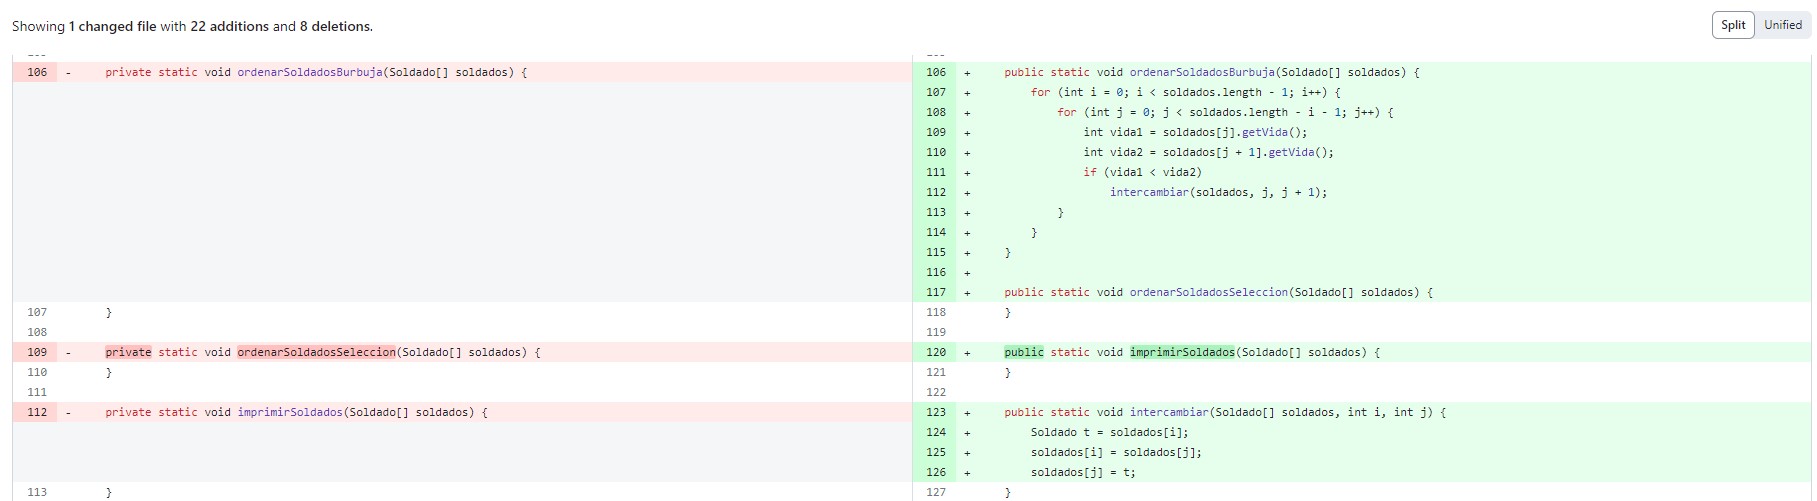 Showing 1 changed file with 22 additions and 8 deletions.
Split Unified
106 - private static void ordenarSoldadosBurbuja(Soldado[] soldados) {
107 }
108
109 - private static void ordenarSoldadosSeleccion(Soldado[] soldados) {
110 }
111
112 - private static void imprimirSoldados(Soldado[] soldados) {
113 }
106 + public static void ordenarSoldadosBurbuja(Soldado[] soldados) {
107 + for (int i = 0; i < soldados.length - 1; i++) {
108 + for (int j = 0; j < soldados.length - i - 1; j++) {
109 + int vida1 = soldados[j].getVida();
110 + int vida2 = soldados[j + 1].getVida();
111 + if (vida1 < vida2)
112 + intercambiar(soldados, j, j + 1);
113 + }
114 + }
115 + }
116 +
117 + public static void ordenarSoldadosSeleccion(Soldado[] soldados) {
118 }
119
120 + public static void imprimirSoldados(Soldado[] soldados) {
121 }
122
123 + public static void intercambiar(Soldado[] soldados, int i, int j) {
124 + Soldado t = soldados[i];
125 + soldados[i] = soldados[j];
126 + soldados[j] = t;
127 }